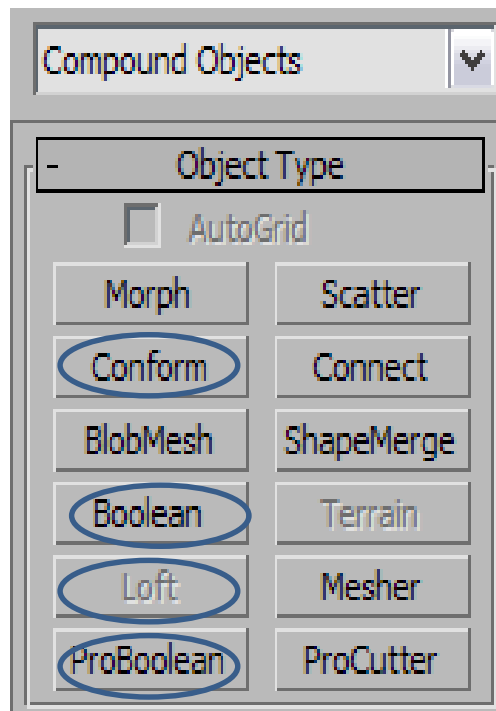 Compound Objects
- Object Type
AutoGrid
Morph Scatter
Conform Connect
BlobMesh ShapeMerge
Boolean Terrain
Loft Mesher
ProBoolean ProCutter